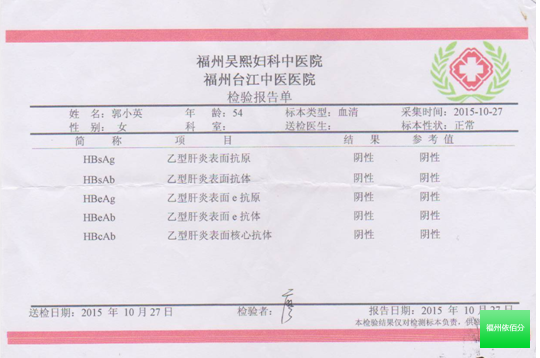 福州吴熙妇科中医院
福州台江中医医院
检验报告单
姓 名：郭小英 年 龄：54 标本类型：血清 采集时间：2015-10-27
性 别：女 科 室： 送检医生： 标本性状：正常
简 称 项 目 结 果 参 考 值
HBsAg 乙型肝炎表面抗原 阴性 阴性
HBsAb 乙型肝炎表面抗体 阴性 阴性
HBeAg 乙型肝炎表面 e 抗原 阴性 阴性
HBeAb 乙型肝炎表面 e 抗体 阴性 阴性
HBcAb 乙型肝炎表面核心抗体 阴性 阴性
送检日期：2015 年 10 月 27 日 检验者： 报告日期：2015 年 10 月 27 日
本检验结果仅对检测标本负责，供
福州依佰分